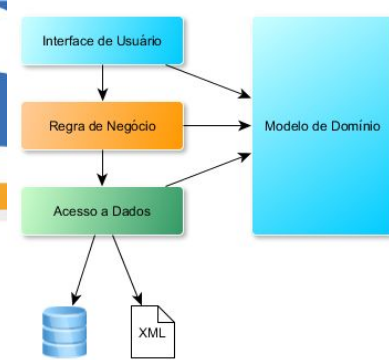 Interface de Usuário
Regra de Negócio
Modelo de Domínio
Acesso a Dados
XML